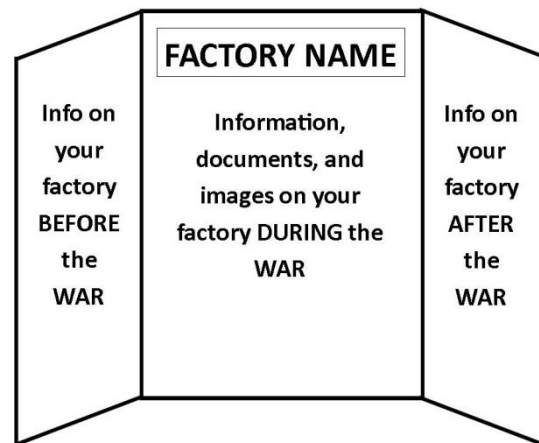 Info on
your
factory
BEFORE
the
WAR
FACTORY NAME
Information,
documents, and
images on your
factory DURING the
WAR
Info on
your
factory
AFTER
the
WAR